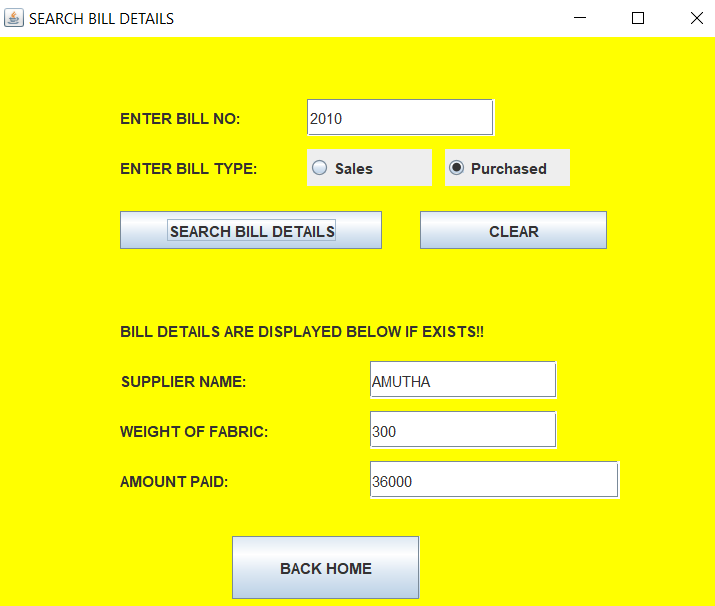 SEARCH BILL DETAILS
ENTER BILL NO: 2010
ENTER BILL TYPE: Sales Purchased
SEARCH BILL DETAILS CLEAR
BILL DETAILS ARE DISPLAYED BELOW IF EXISTS!!
SUPPLIER NAME: AMUTHA
WEIGHT OF FABRIC: 300
AMOUNT PAID: 36000
BACK HOME